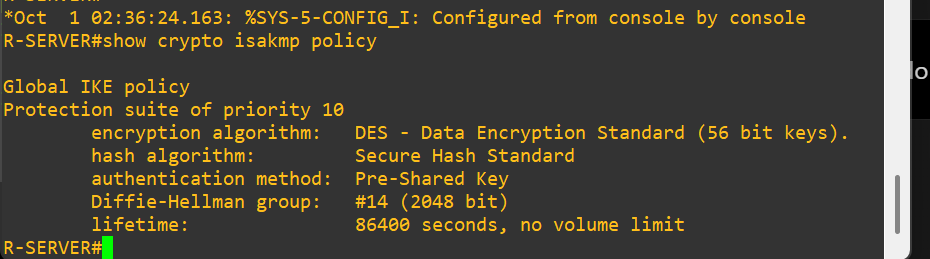 *Oct  1 02:36:24.163: %SYS-5-CONFIG_I: Configured from console by console
R-SERVER#show crypto isakmp policy
Global IKE policy
Protection suite of priority 10
        encryption algorithm:   DES - Data Encryption Standard (56 bit keys).
        hash algorithm:         Secure Hash Standard
        authentication method:  Pre-Shared Key
        Diffie-Hellman group:   #14 (2048 bit)
        lifetime:               86400 seconds, no volume limit
R-SERVER#